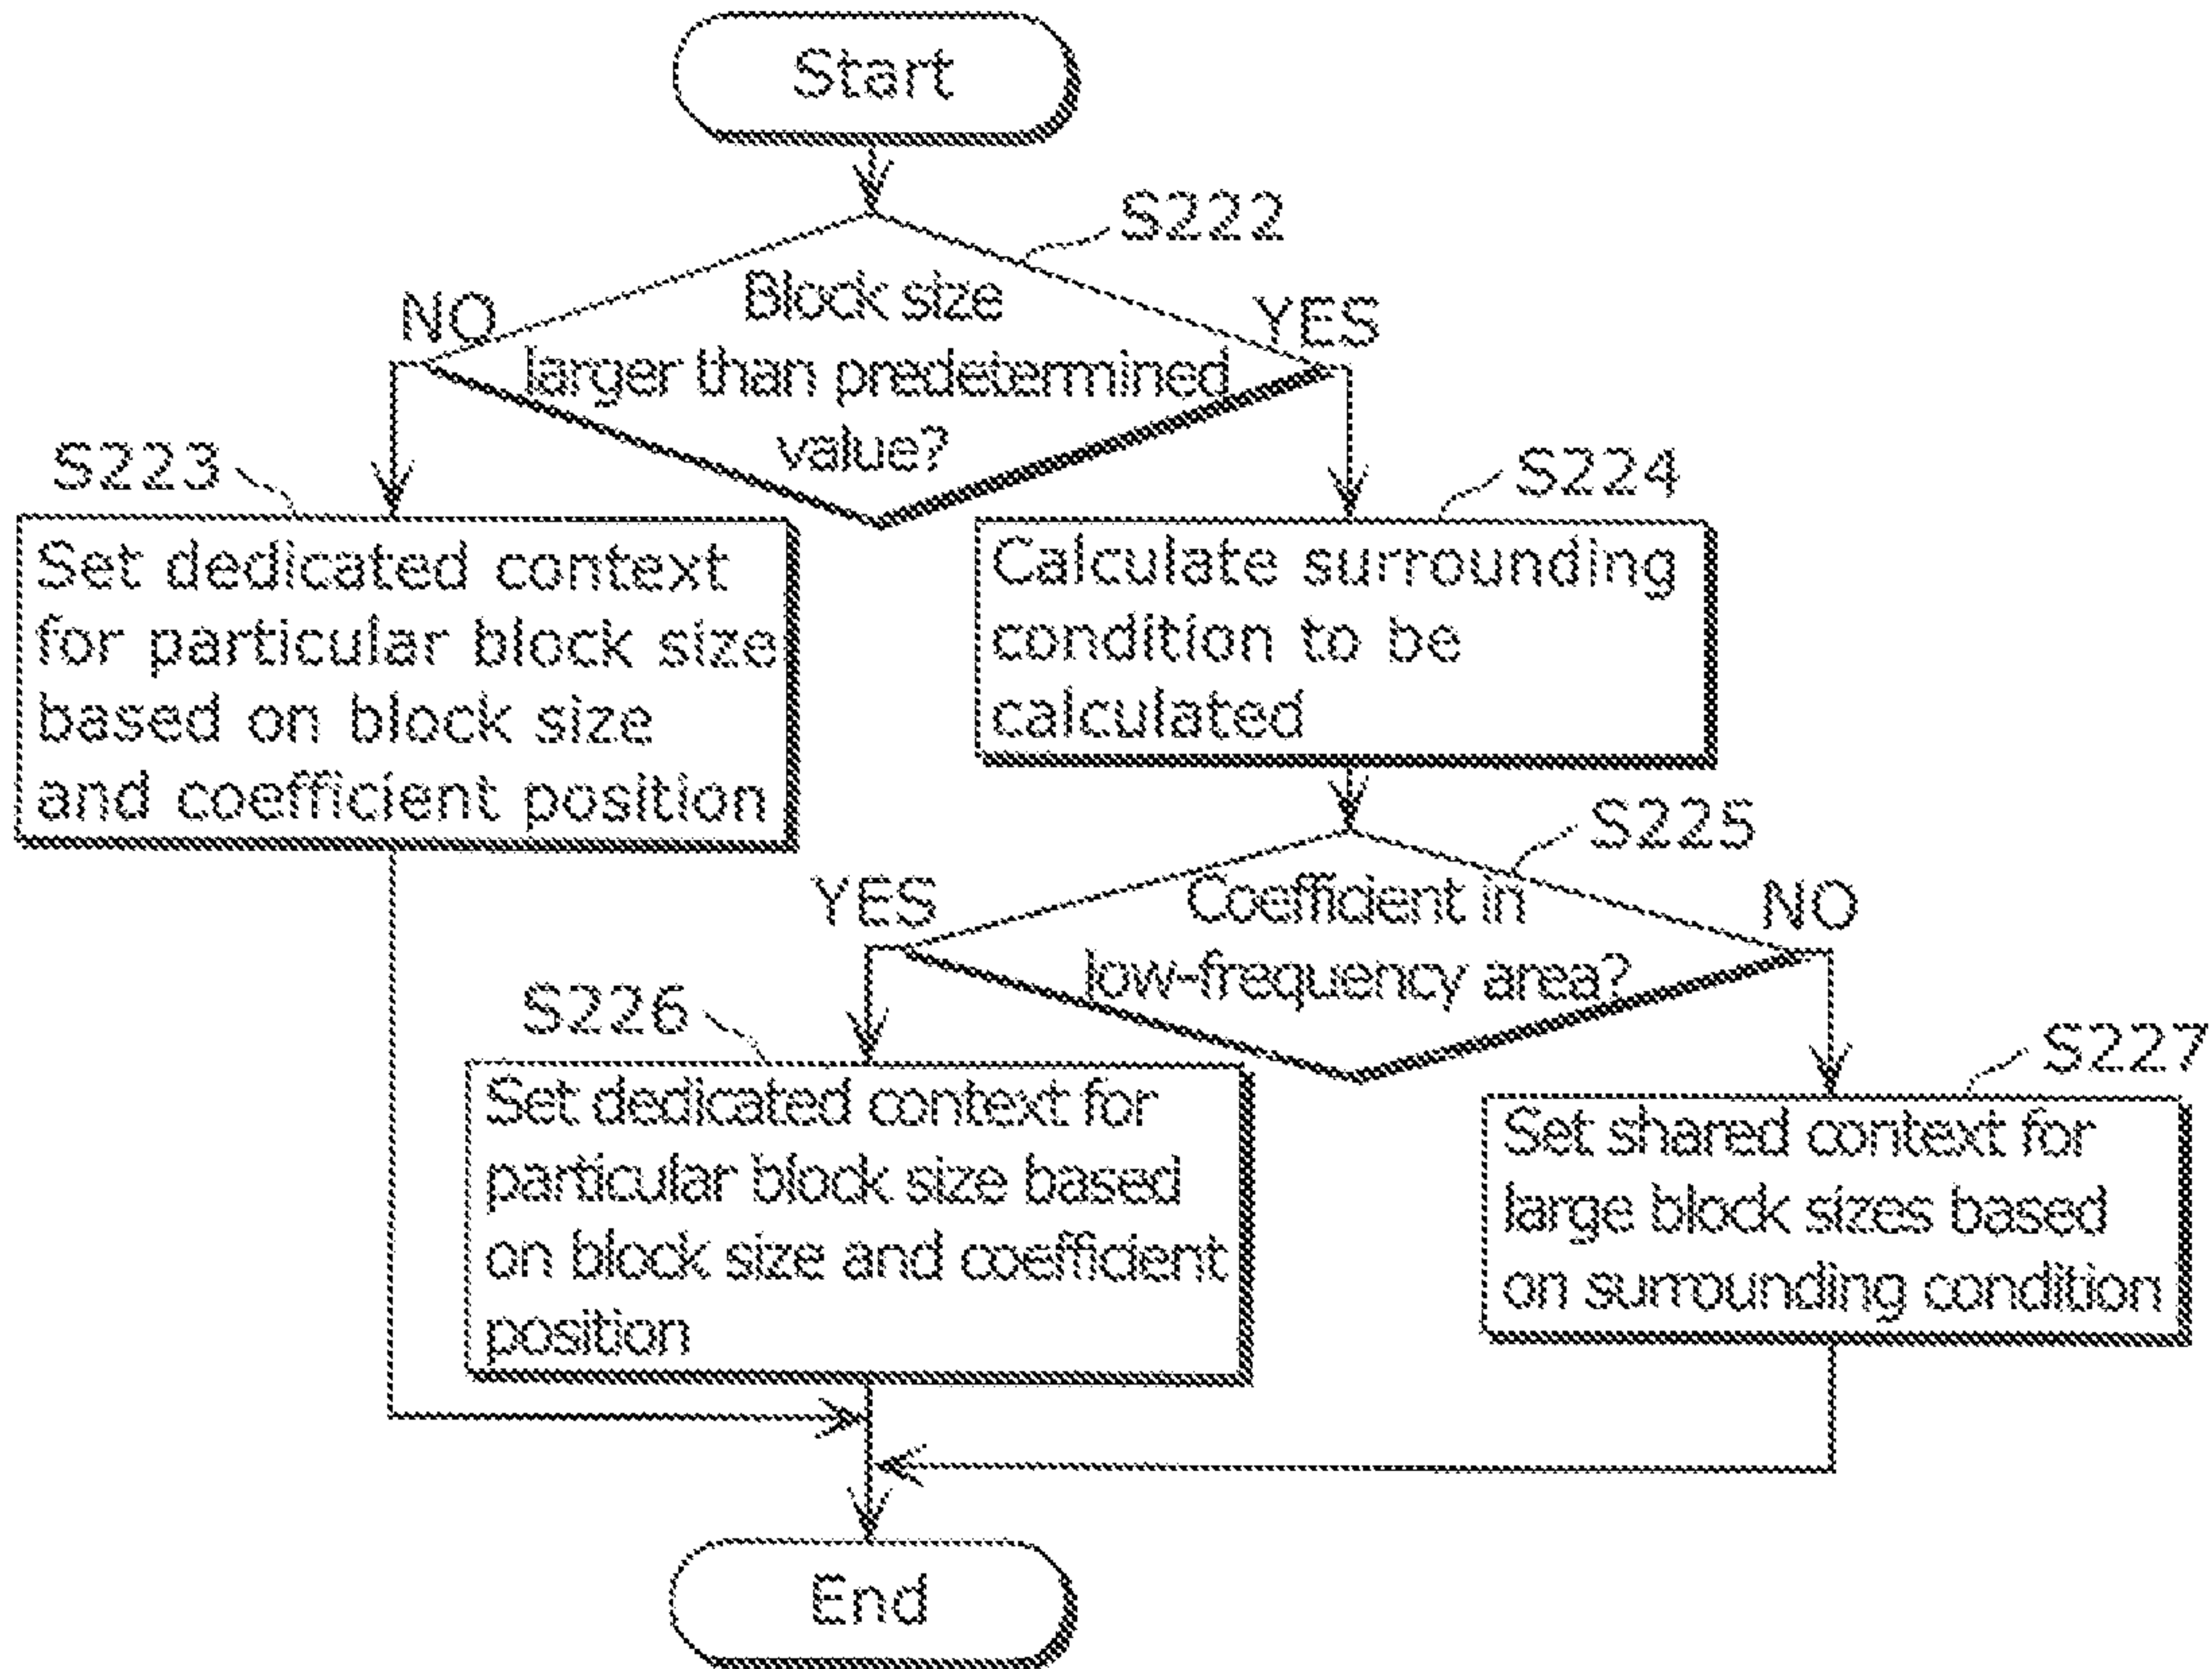 Start
S222
NO
Block size
larger than predetermined
value?
YES
S223
Set dedicated context
for particular block size
based on block size
and coefficient position
S224
Calculate surrounding
condition to be
calculated
S225
YES
Coefficient in
low-frequency area?
NO
S226
Set dedicated context for
particular block size based
on block size and coefficient
position
S227
Set shared context for
large block sizes based
on surrounding condition
End